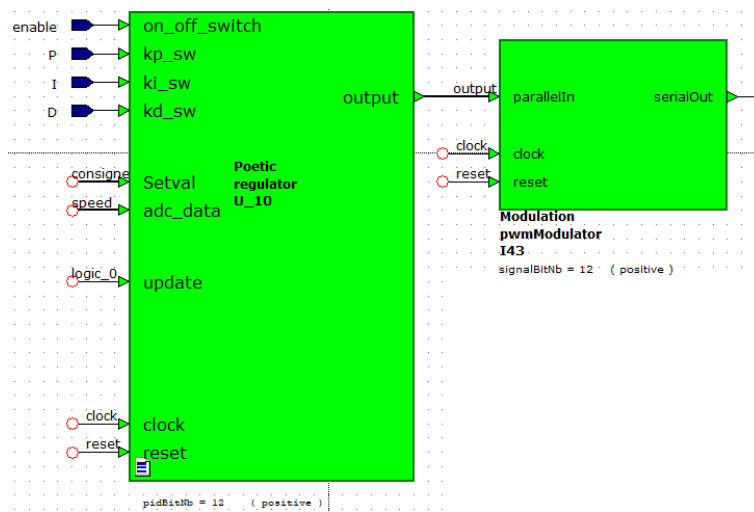 enable
on_off_switch
P
kp_sw
I
ki_sw
D
kd_sw
output
output
parallelIn
serialOut
clock
clock
reset
reset
consigne
Setval
speed
adc_data
Poetic
regulator
U_10
Modulation
pwmModulator
I43
signalBitNb = 12 ( positive )
logic_0
update
clock
clock
reset
reset
pidBitNb = 12 ( positive )